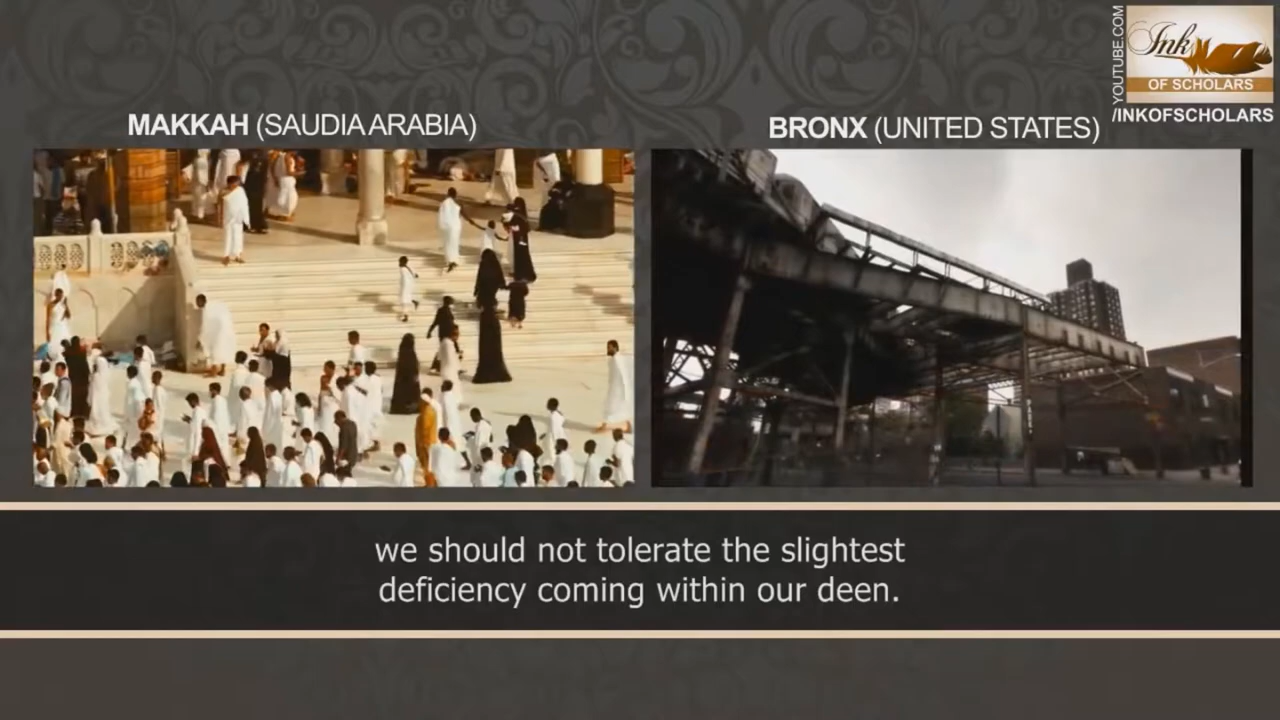 YOUTUBE.COM
Ink
OF SCHOLARS
/INKOFSCHOLARS
MAKKAH (SAUDIA ARABIA)
BRONX (UNITED STATES)
we should not tolerate the slightest
deficiency coming within our deen.